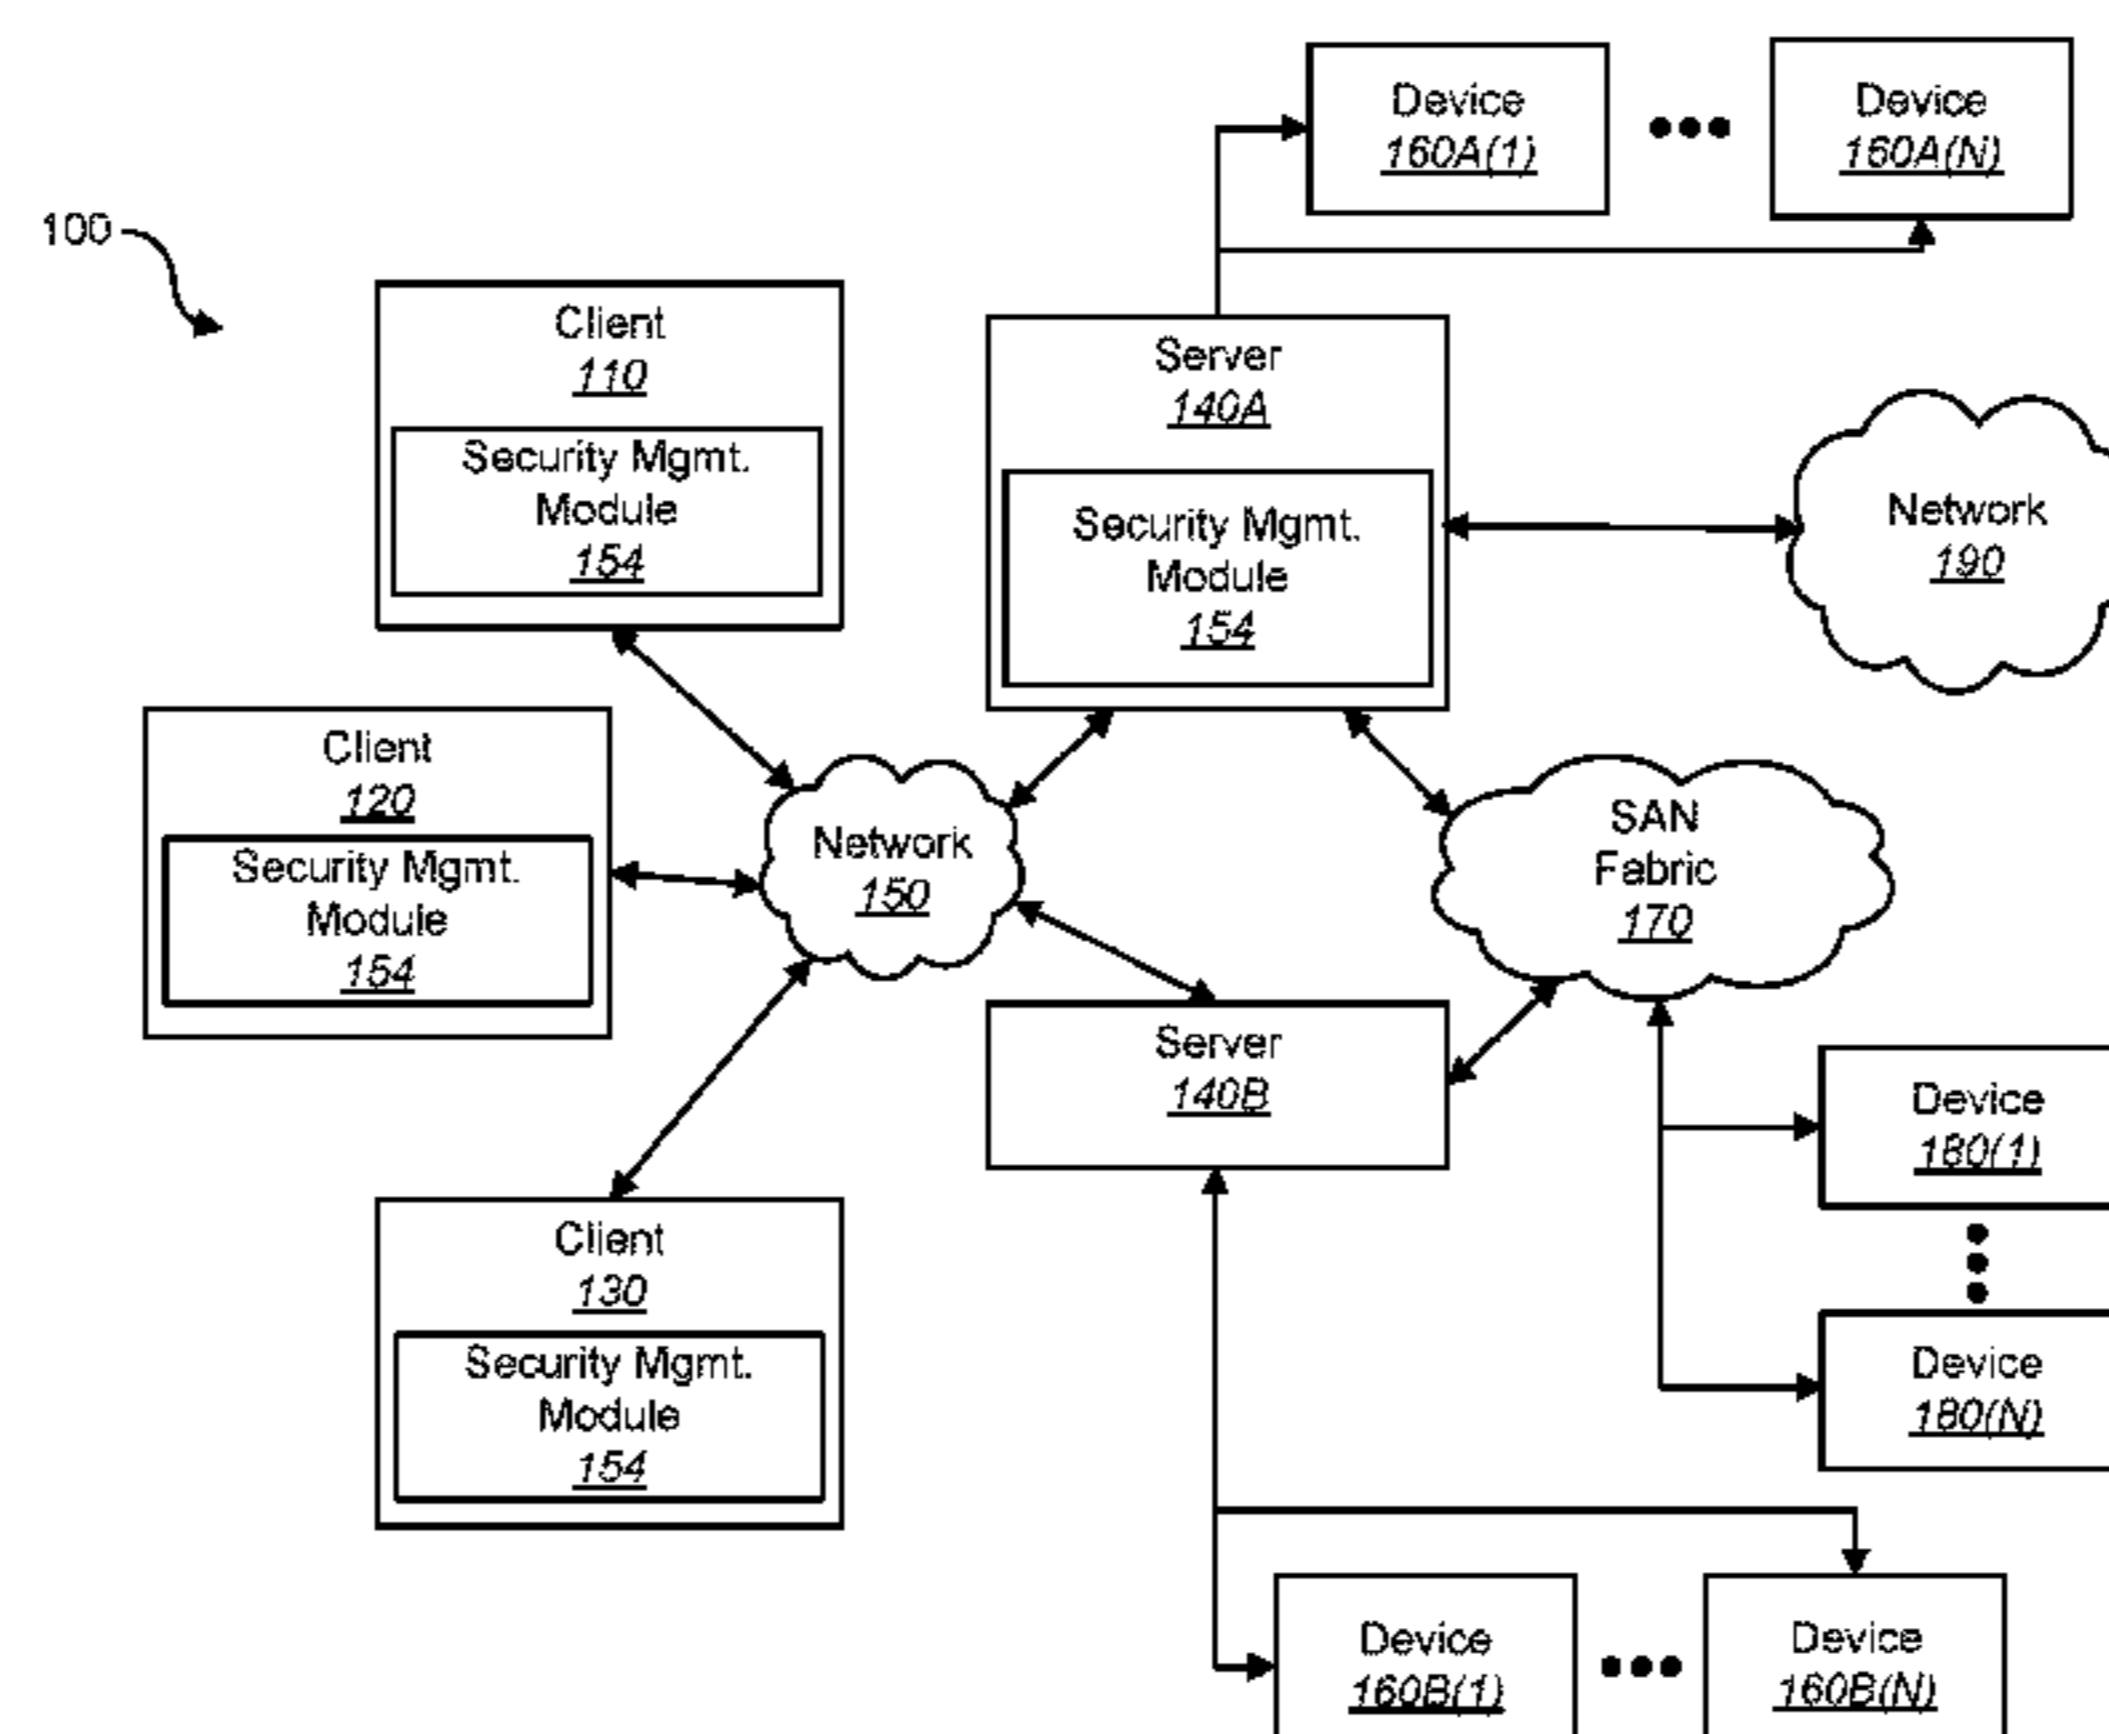 Device
160A(1)
Device
160A(N)
100
Client
110
Security Mgmt.
Module
154
Server
140A
Security Mgmt.
Module
154
Network
190
Client
120
Security Mgmt.
Module
154
Network
150
SAN
Fabric
170
Server
140B
Device
180(1)
Device
180(N)
Client
130
Security Mgmt.
Module
154
Device
160B(1)
Device
160B(N)